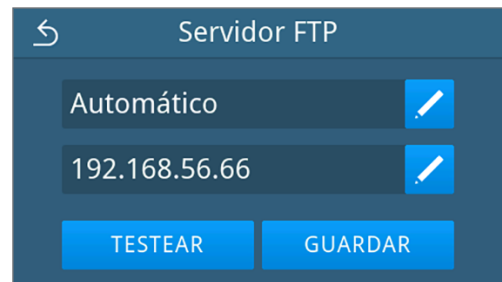 Servidor FTP
Automático
192.168.56.66
TESTEAR GUARDAR